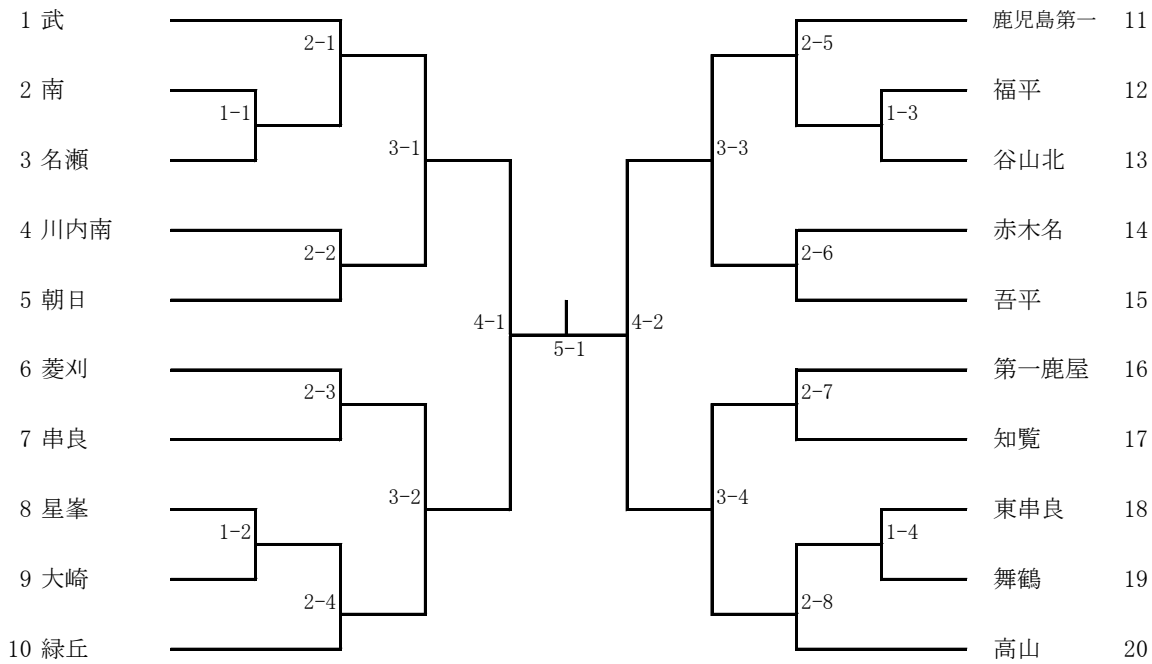 1 武
2-1
2 南
1-1
3 名瀬
3-1
4 川内南
2-2
5 朝日
4-1
6 菱刈
2-3
7 串良
3-2
8 星峯
1-2
9 大崎
2-4
10 緑丘
5-1
鹿児島第一 11
2-5
福平 12
1-3
谷山北 13
3-3
赤木名 14
2-6
吾平 15
4-2
第一鹿屋 16
2-7
知覧 17
3-4
東串良 18
1-4
舞鶴 19
2-8
高山 20